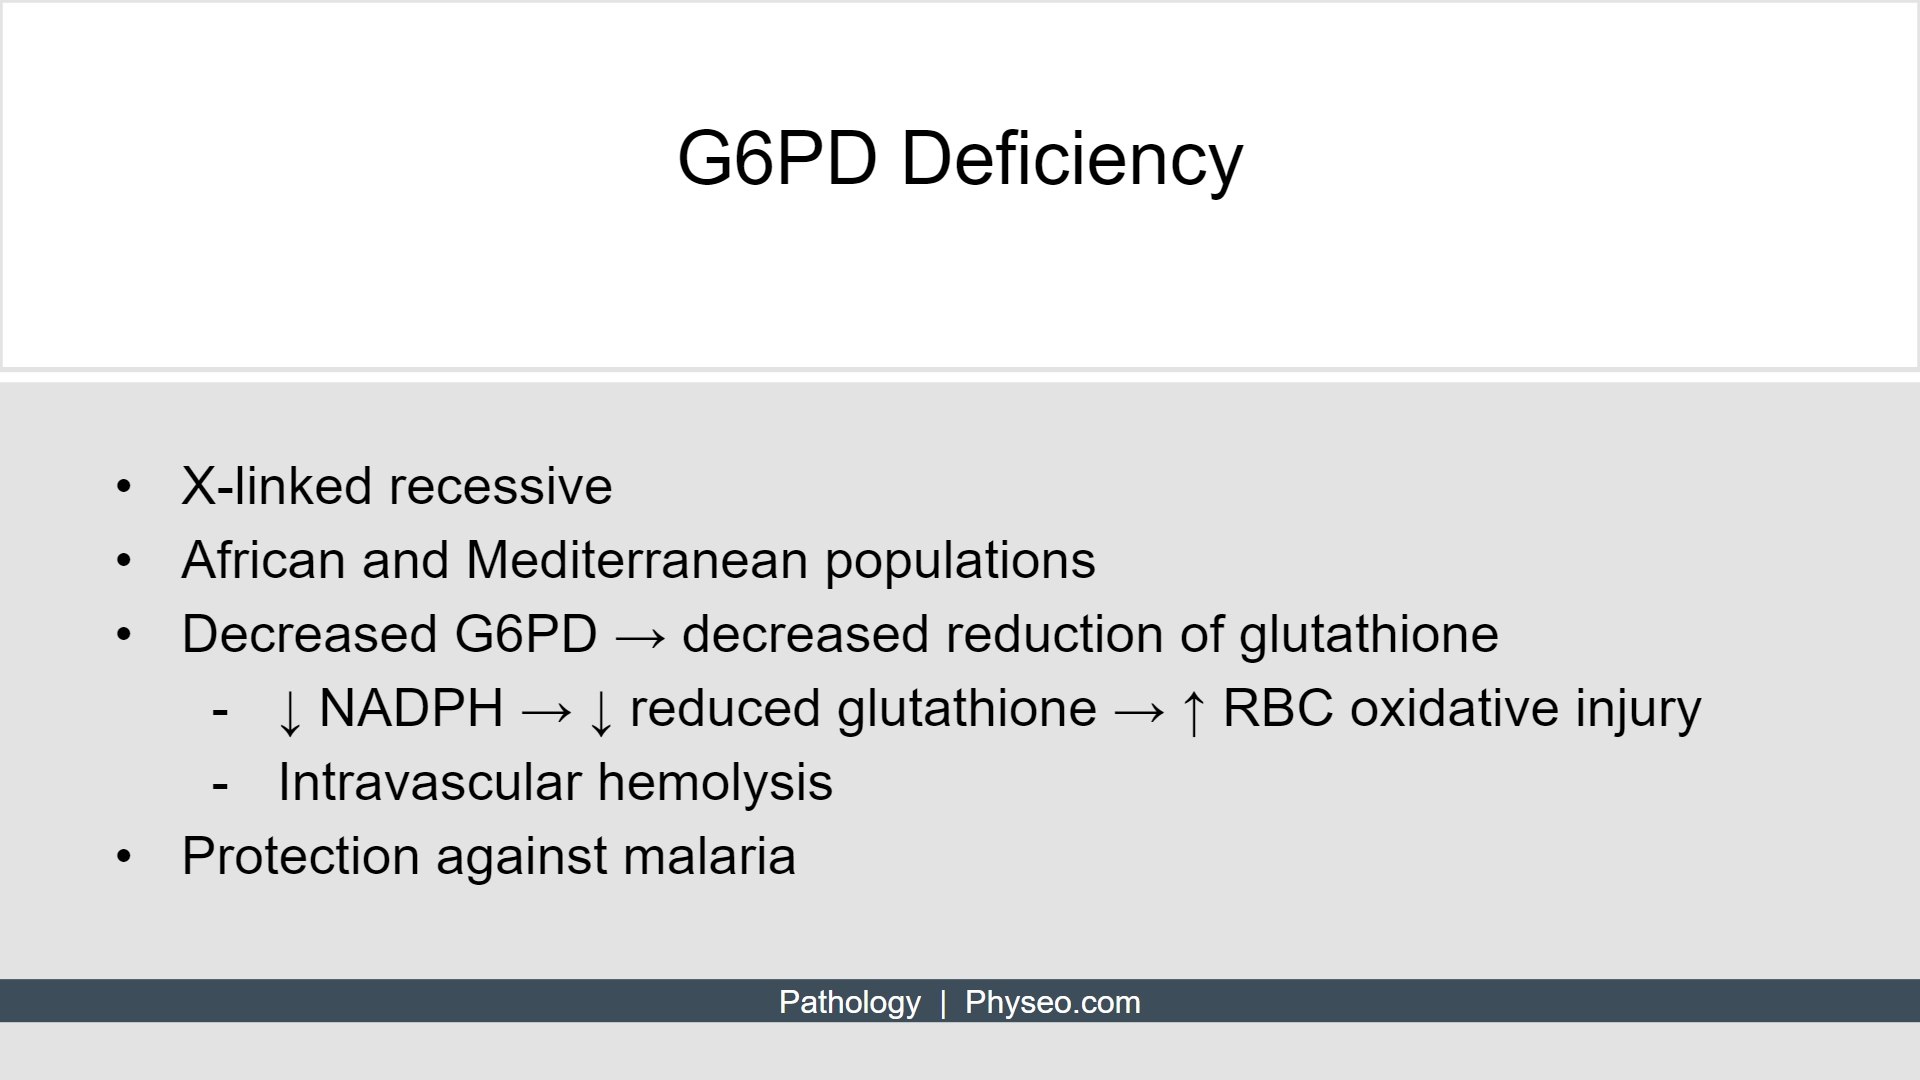 G6PD Deficiency
• X-linked recessive
• African and Mediterranean populations
• Decreased G6PD → decreased reduction of glutathione
- ↓ NADPH → ↓ reduced glutathione → ↑ RBC oxidative injury
- Intravascular hemolysis
• Protection against malaria
Pathology | Physeo.com